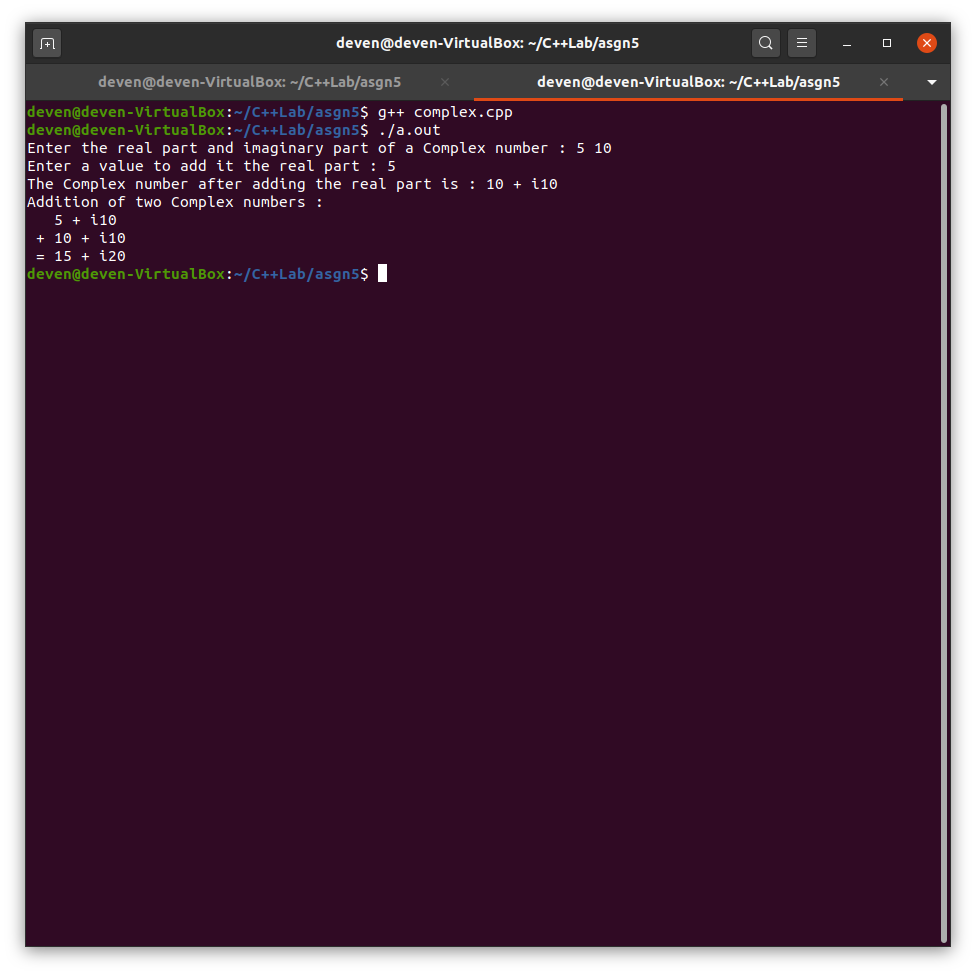 deven@deven-VirtualBox: ~/C++Lab/asgn5
deven@deven-VirtualBox: ~/C++Lab/asgn5 deven@deven-VirtualBox: ~/C++Lab/asgn5
deven@deven-VirtualBox:~/C++Lab/asgn5$ g++ complex.cpp
deven@deven-VirtualBox:~/C++Lab/asgn5$ ./a.out
Enter the real part and imaginary part of a Complex number : 5 10
Enter a value to add it the real part : 5
The Complex number after adding the real part is : 10 + i10
Addition of two Complex numbers :
   5 + i10
 + 10 + i10
 = 15 + i20
deven@deven-VirtualBox:~/C++Lab/asgn5$